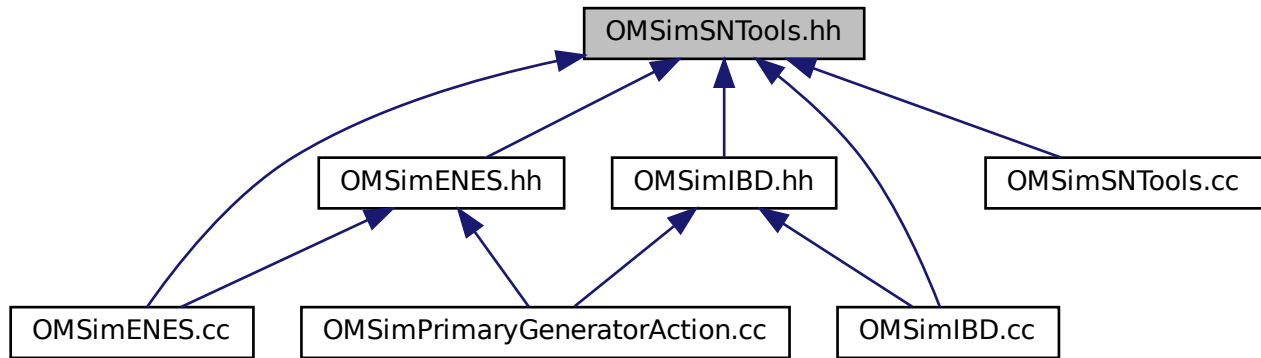 OMSimSNTools.hh
OMSimENES.hh
OMSimIBD.hh
OMSimSNTools.cc
OMSimENES.cc
OMSimPrimaryGeneratorAction.cc
OMSimIBD.cc